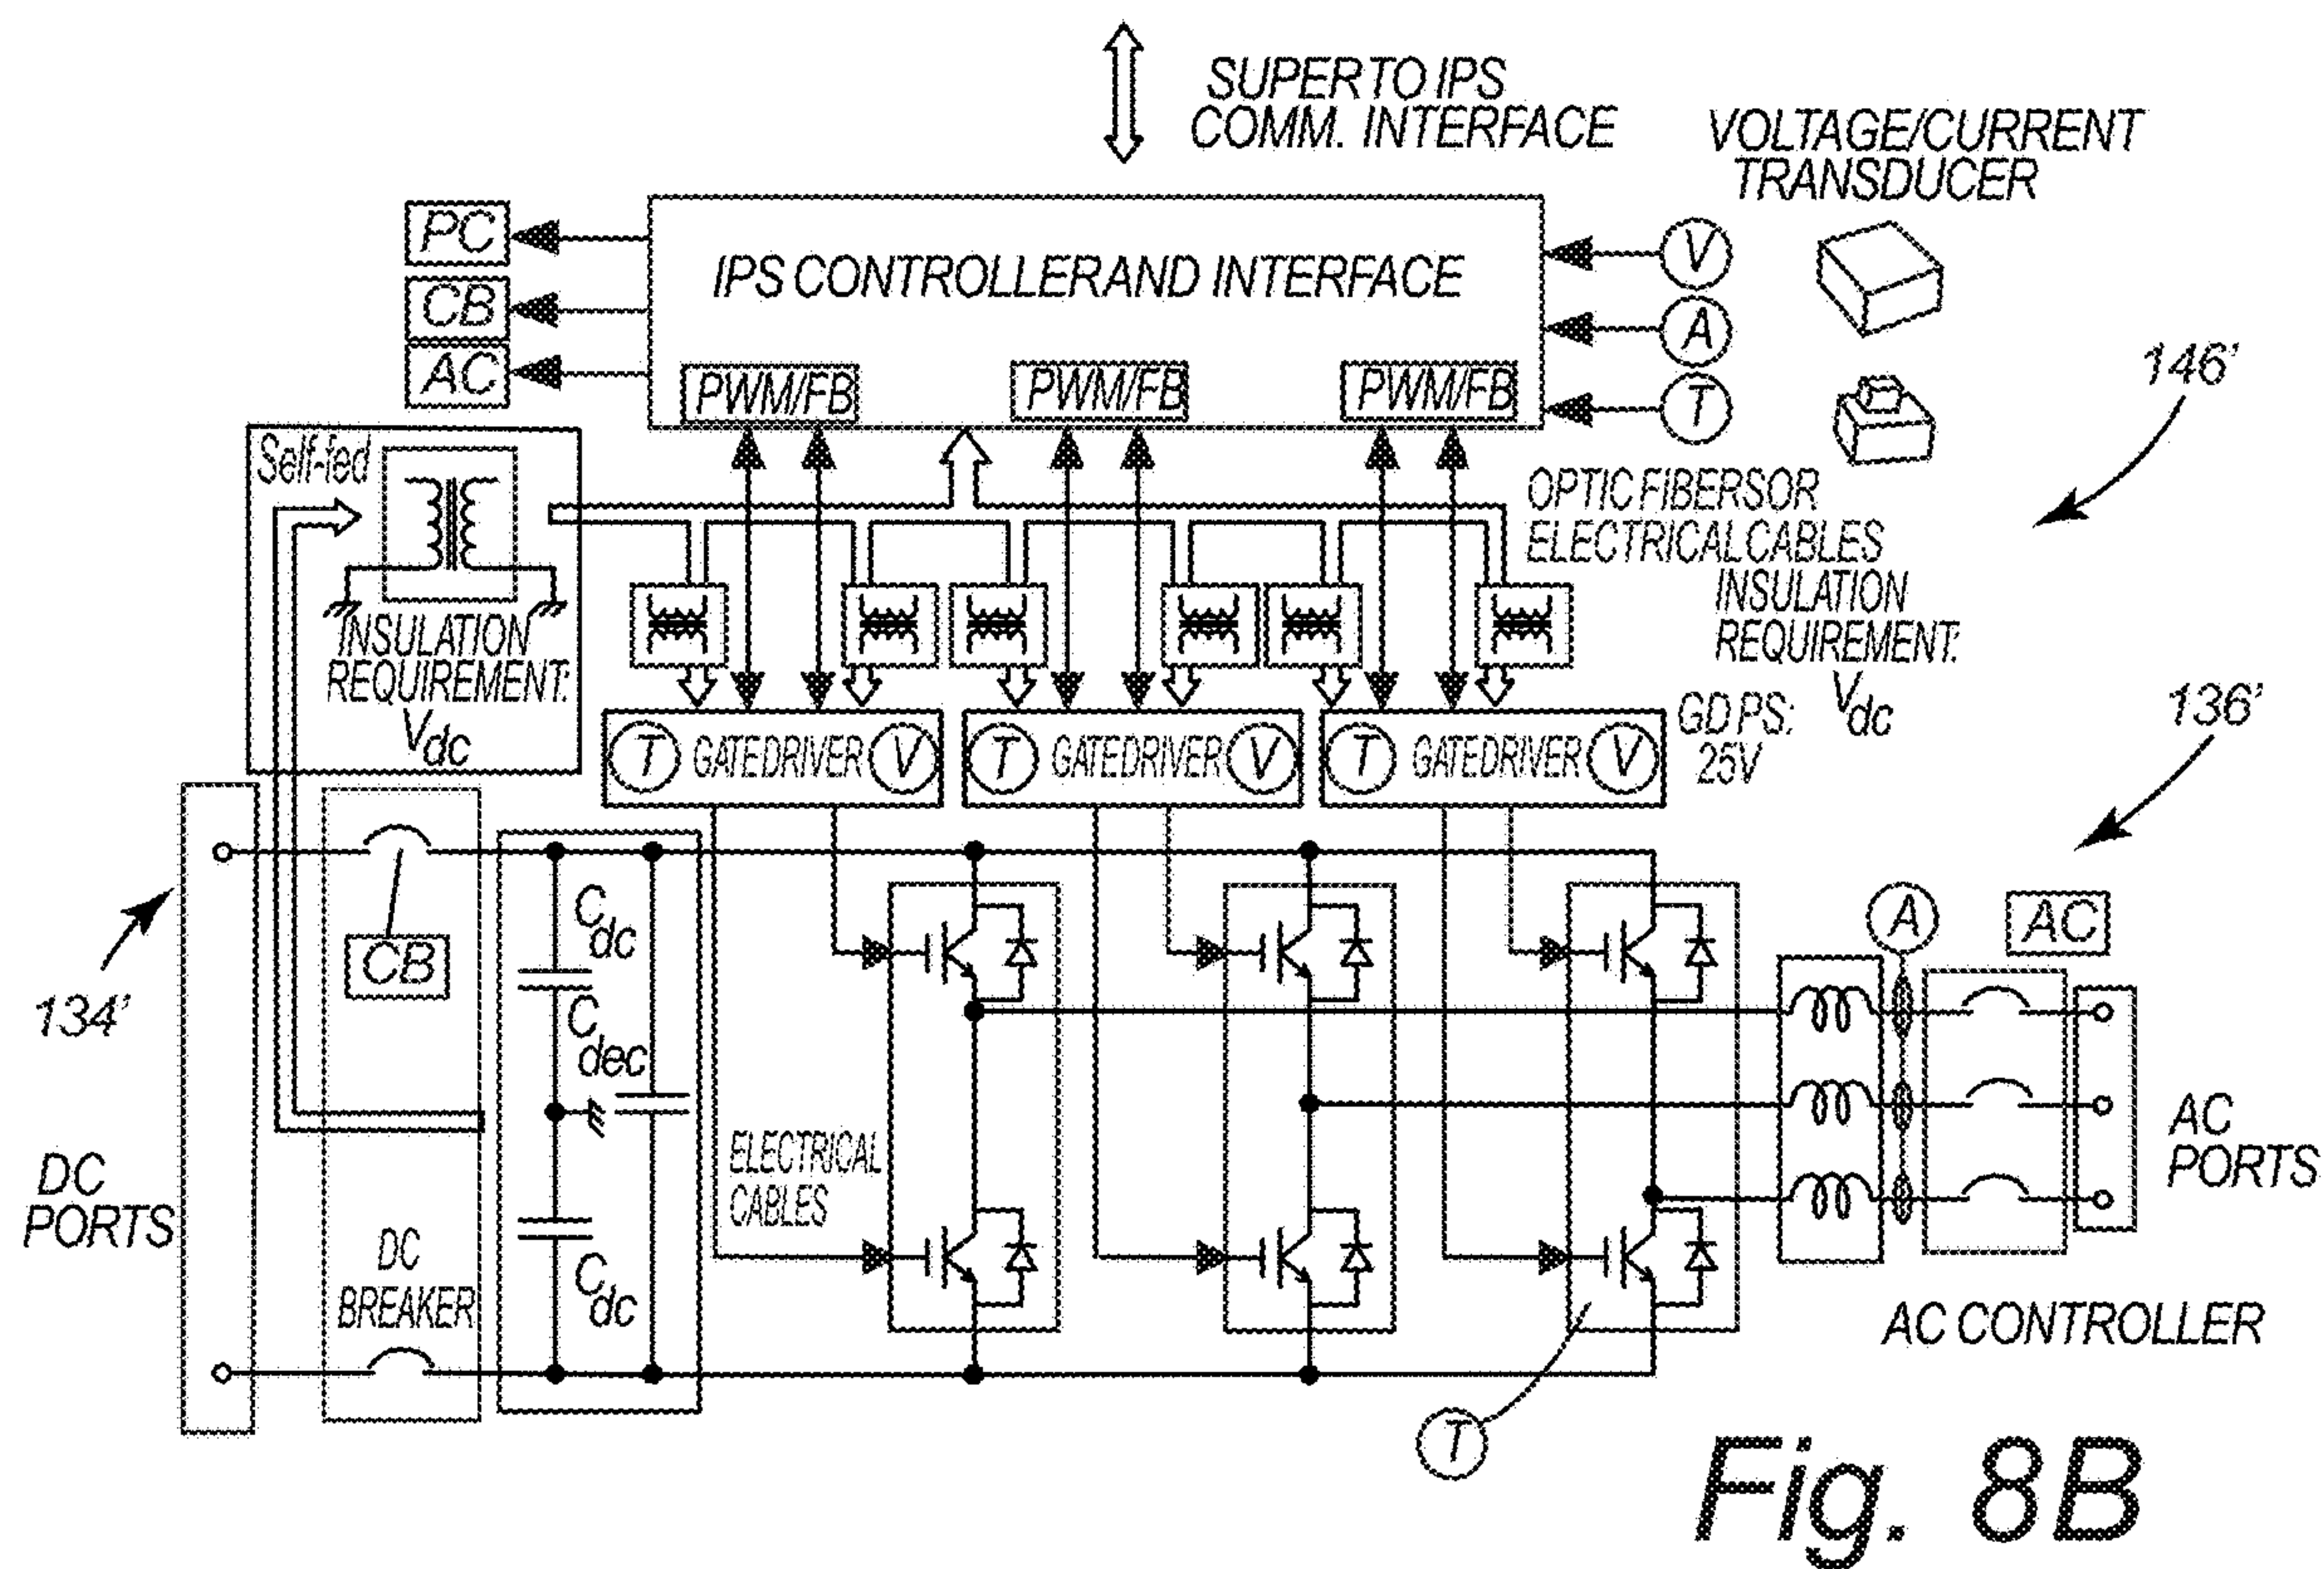 SUPERTO IPS
COMM. INTERFACE
VOLTAGE/CURRENT
TRANSDUCER
PC
CB
AC
IPS CONTROLLERAND INTERFACE
V
A
T
PWM/FB
PWM/FB
PWM/FB
146'
Self-fed
INSULATION
REQUIREMENT:
Vdc
OPTIC FIBERSOR
ELECTRICALCABLES
INSULATION
REQUIREMENT:
Vdc
GD PS:
25V
136'
T GATEDRIVER V
T GATEDRIVER V
T GATEDRIVER V
134'
DC
PORTS
CB
DC
BREAKER
Cdc
Cdec
Cdc
ELECTRICAL
CABLES
A
AC
AC
PORTS
AC CONTROLLER
T
Fig. 8B